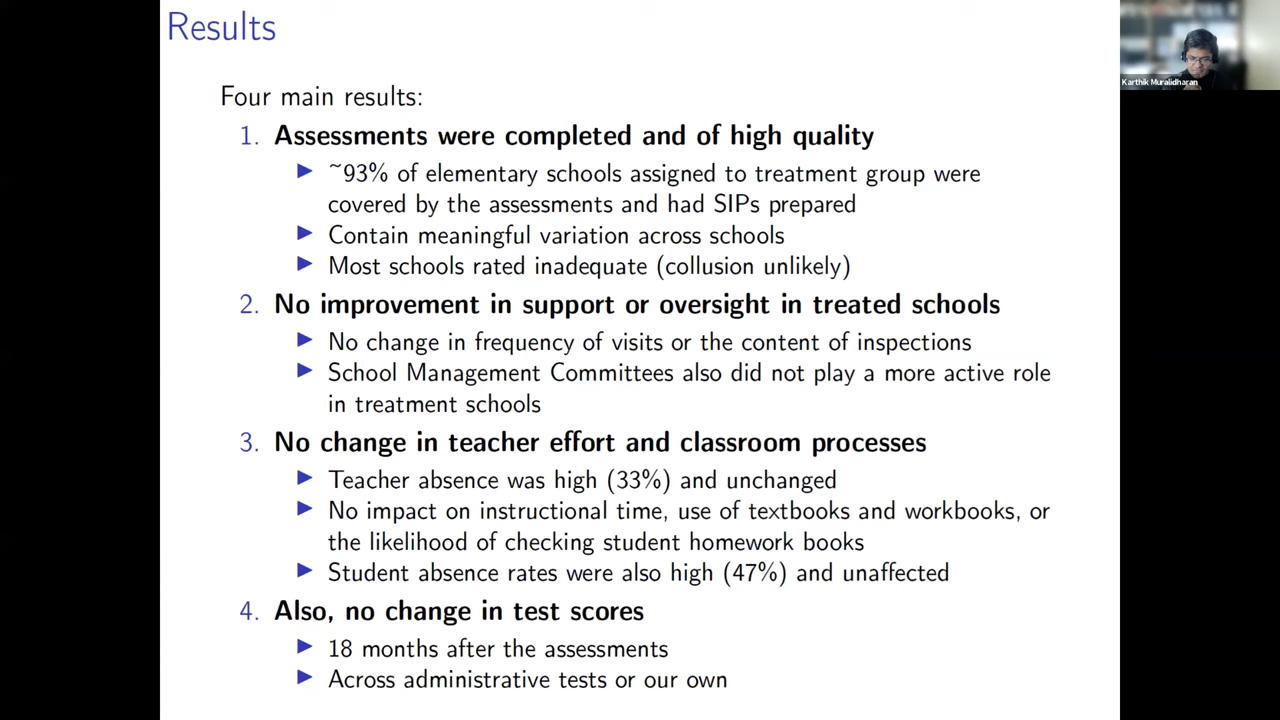 Results
Karthik Muralidharan
Four main results:
1. Assessments were completed and of high quality
~93% of elementary schools assigned to treatment group were
covered by the assessments and had SIPs prepared
Contain meaningful variation across schools
Most schools rated inadequate (collusion unlikely)
2. No improvement in support or oversight in treated schools
No change in frequency of visits or the content of inspections
School Management Committees also did not play a more active role
in treatment schools
3. No change in teacher effort and classroom processes
Teacher absence was high (33%) and unchanged
No impact on instructional time, use of textbooks and workbooks, or
the likelihood of checking student homework books
Student absence rates were also high (47%) and unaffected
4. Also, no change in test scores
18 months after the assessments
Across administrative tests or our own